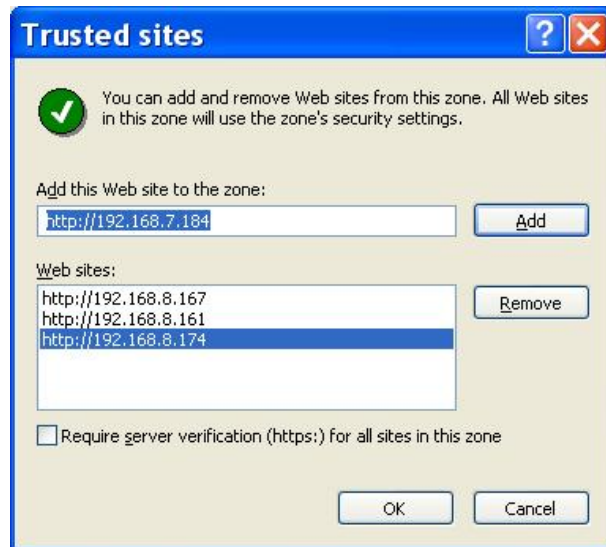 Trusted sites
You can add and remove Web sites from this zone. All Web sites
in this zone will use the zone's security settings.
Add this Web site to the zone:
http://192.168.7.184
Add
Web sites:
http://192.168.8.167
http://192.168.8.161
http://192.168.8.174
Remove
Require server verification (https:) for all sites in this zone
OK
Cancel